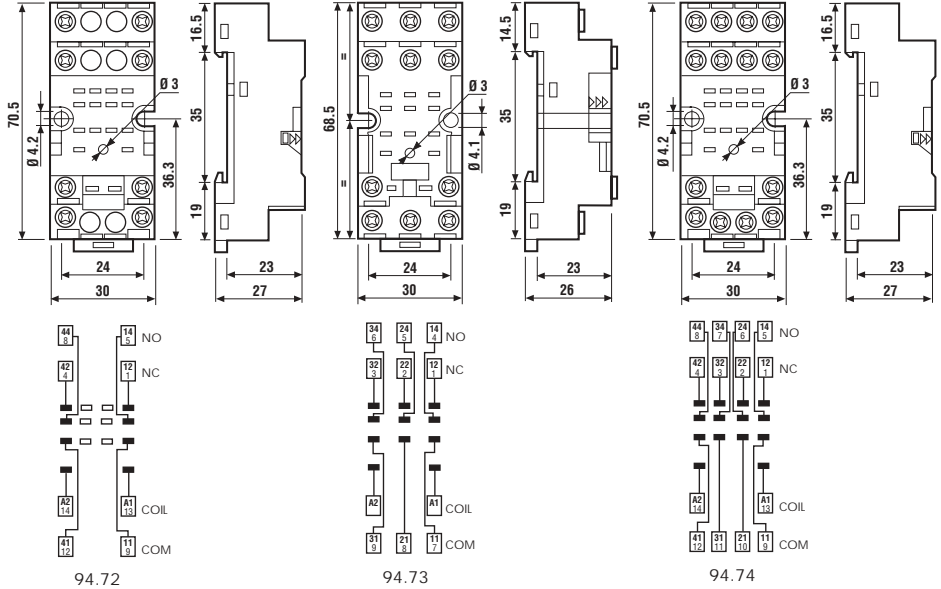 70.5
Ø 4.2
Ø 3
36.3
24
30
16.5
35
19
23
27
68.5
=
=
Ø 3
Ø 4.1
24
30
14.5
35
19
23
26
70.5
Ø 4.2
Ø 3
36.3
24
30
16.5
35
19
23
27
44 14 NO
8 5
42 12 NC
4 1
A2 A1 COIL
14 13
41 11 COM
12 9
94.72
34 24 14 NO
6 5 4
32 22 12 NC
3 2 1
A2 A1 COIL
31 21 11 COM
9 8 7
94.73
44 34 24 14 NO
8 7 6 5
42 32 22 12 NC
4 3 2 1
A2 A1 COIL
14 13
41 31 21 11 COM
12 11 10 9
94.74